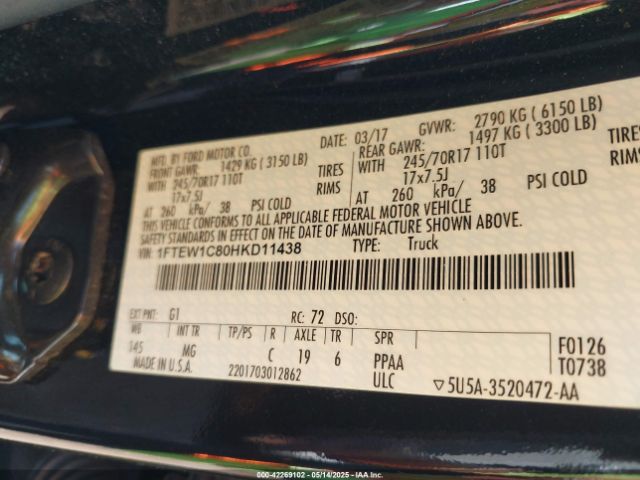 MFD. BY FORD MOTOR CO.
DATE: 03/17 GVWR: 2790 KG ( 6150 LB)
FRONT GAWR: 1429 KG ( 3150 LB) REAR GAWR: 1497 KG ( 3300 LB)
WITH 245/70R17 110T TIRES WITH 245/70R17 110T TIRES
17x7.5J RIMS 17x7.5J RIMS
AT 260 kPa/ 38 PSI COLD AT 260 kPa/ 38 PSI COLD
THIS VEHICLE CONFORMS TO ALL APPLICABLE FEDERAL MOTOR VEHICLE
SAFETY STANDARDS IN EFFECT ON THE DATE OF MANUFACTURE SHOWN ABOVE.
VIN: 1FTEW1C80HKD11438 TYPE: Truck
EXT PNT: G1 RC: 72 DSO:
WB INT TR TP/PS R AXLE TR SPR F0126
145 MG C 19 6 PPAA T0738
MADE IN U.S.A. 2201703012862 ULC ▽5U5A-3520472-AA
000-42269102 - 05/14/2025 - IAA Inc.